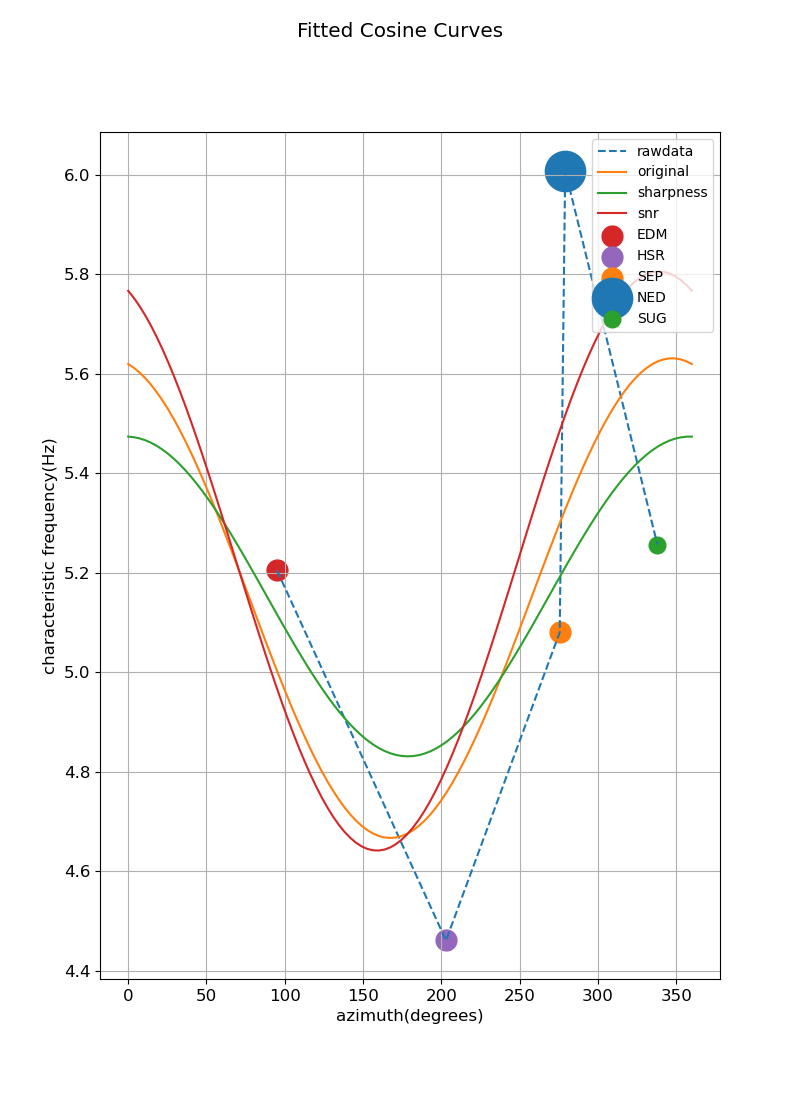 Fitted Cosine Curves
rawdata
original
sharpness
snr
EDM
HSR
SEP
NED
SUG
6.0
5.8
5.6
5.4
5.2
5.0
4.8
4.6
4.4
characteristic frequency(Hz)
0 50 100 150 200 250 300 350
azimuth(degrees)